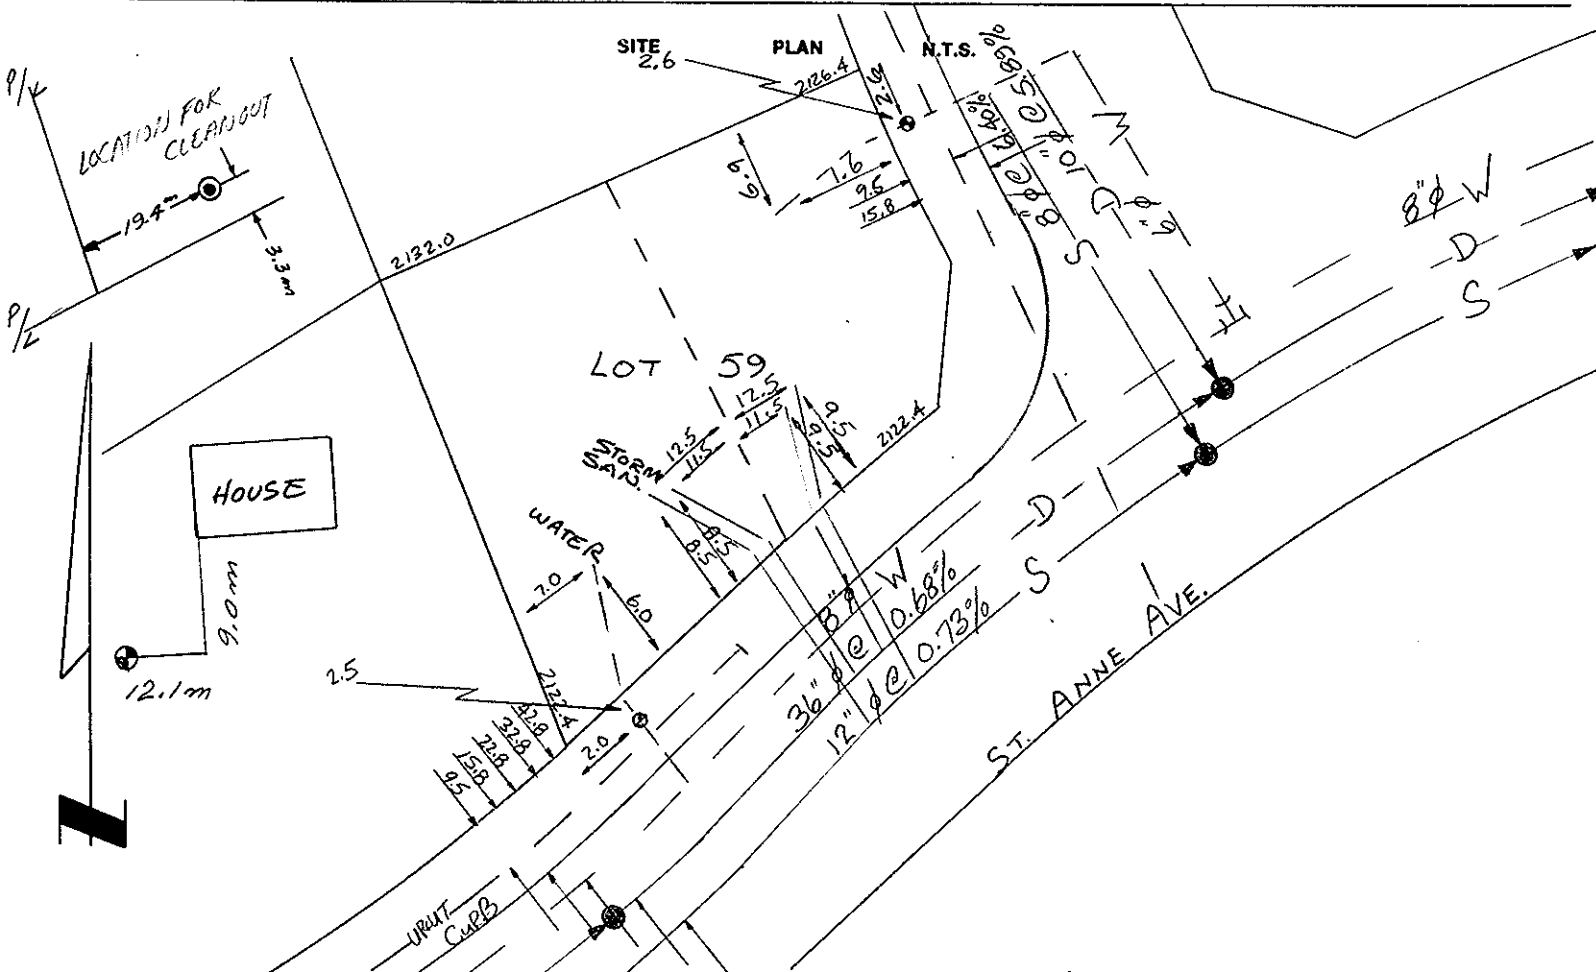 SITE PLAN N.T.S.
2.6
2126.4
2.6
5.89%
10"φ@
6.40%
8"φ@
P/L
LOCATION FOR
CLEANOUT
19.4m
3.3m
P/L
2132.0
6.9
7.6
9.5
15.8
W
6"φ
D
S
H
8"φ W
D
S
LOT 59
12.5
11.5
9.5
9.5
2122.4
12.5
11.5
STORM
SAN.
8.5
8.5
WATER
7.0
6.0
HOUSE
9.0m
12.1m
2.5
2122.4
2.0
42.8
32.8
22.8
15.8
9.5
8"φ W
36"φ@ 0.68% D
12"φ@ 0.73% S
ST. ANNE AVE.
CURB